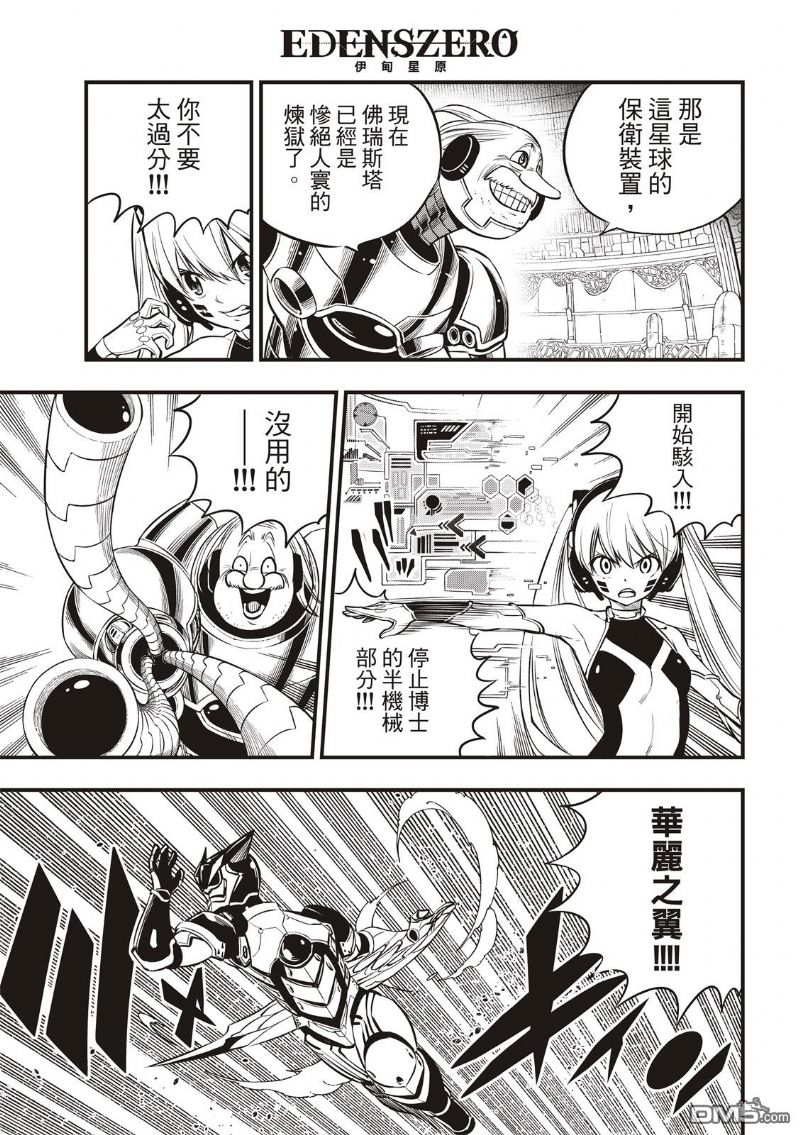 EDENSZERO
伊甸星原
那是
這星球的
保衛裝置，
現在
佛瑞斯塔
已經是
慘絕人寰的
煉獄了。
你不要
太過分!!!
開始駭入!!!
停止博士
的半機械
部分!!!
沒用的
——!!!
華麗之翼!!!!
DM5.com